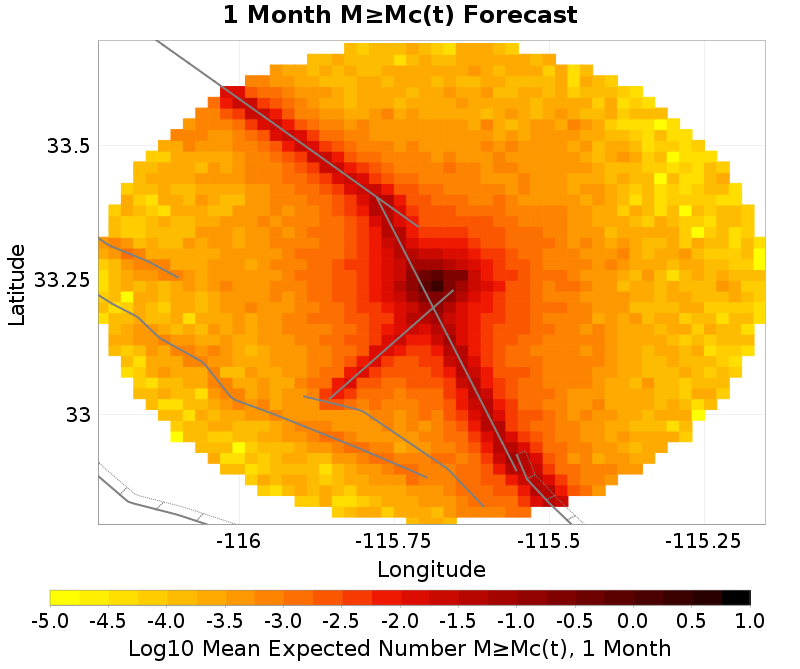 1 Month M≥Mc(t) Forecast
33.5
33.25
33
Latitude
-116
-115.75
-115.5
-115.25
Longitude
-5.0 -4.5 -4.0 -3.5 -3.0 -2.5 -2.0 -1.5 -1.0 -0.5 0.0 0.5 1.0
Log10 Mean Expected Number M≥Mc(t), 1 Month